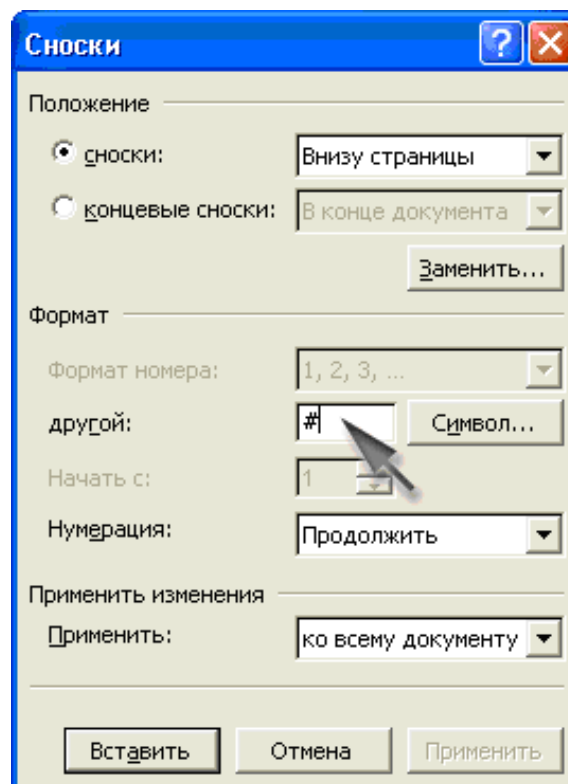 Сноски
Положение
сноски: Внизу страницы
концевые сноски: В конце документа
Заменить...
Формат
Формат номера: 1, 2, 3, ...
другой: # Символ...
Начать с: 1
Нумерация: Продолжить
Применить изменения
Применить: ко всему документу
Вставить Отмена Применить